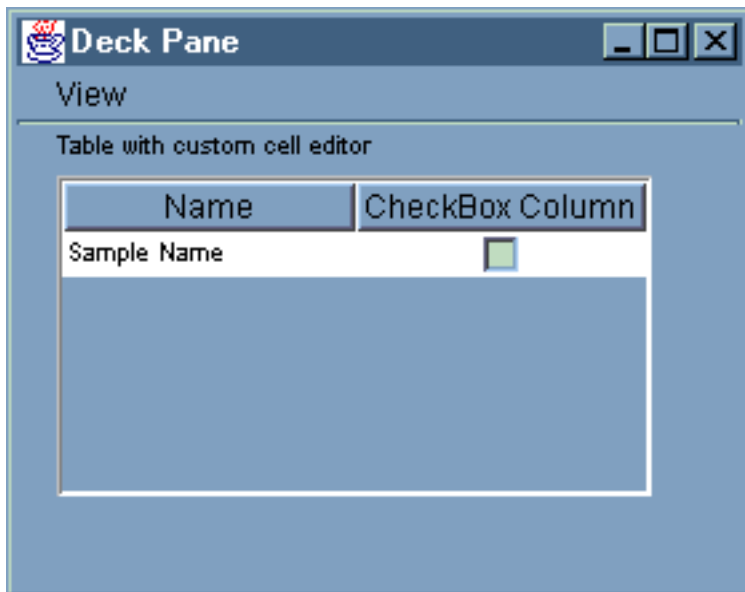 Deck Pane
View
Table with custom cell editor
Name CheckBox Column
Sample Name